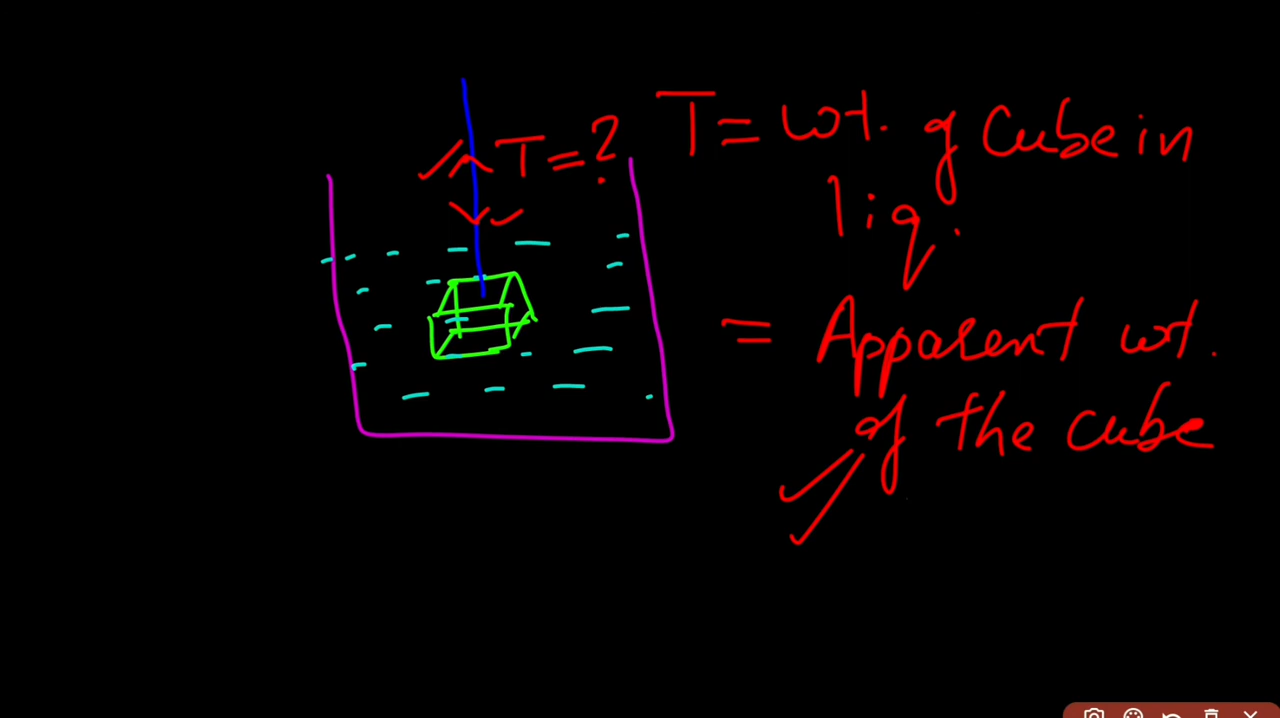 T = ?
T = wt. of Cube in
liq.
= Apparent wt.
of the cube